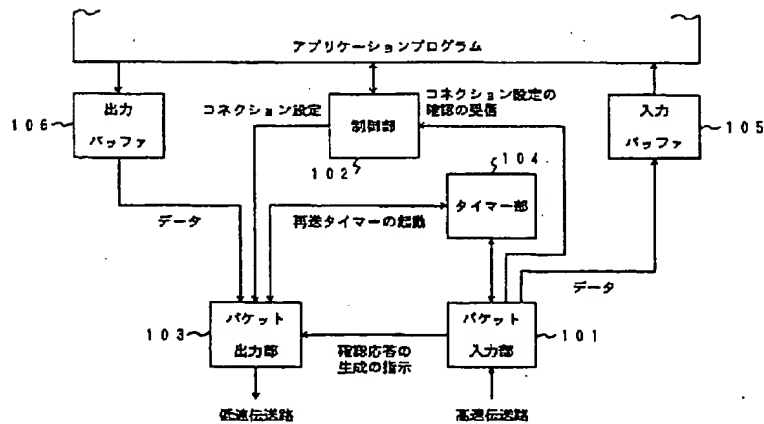 アプリケーションプログラム
106
出力
バッファ
コネクション設定
制御部
102
コネクション設定の
確認の受信
104
入力
バッファ
105
データ
再送タイマーの起動
タイマー部
データ
103
パケット
出力部
確認応答の
生成の指示
パケット
入力部
101
低速伝送路
高速伝送路